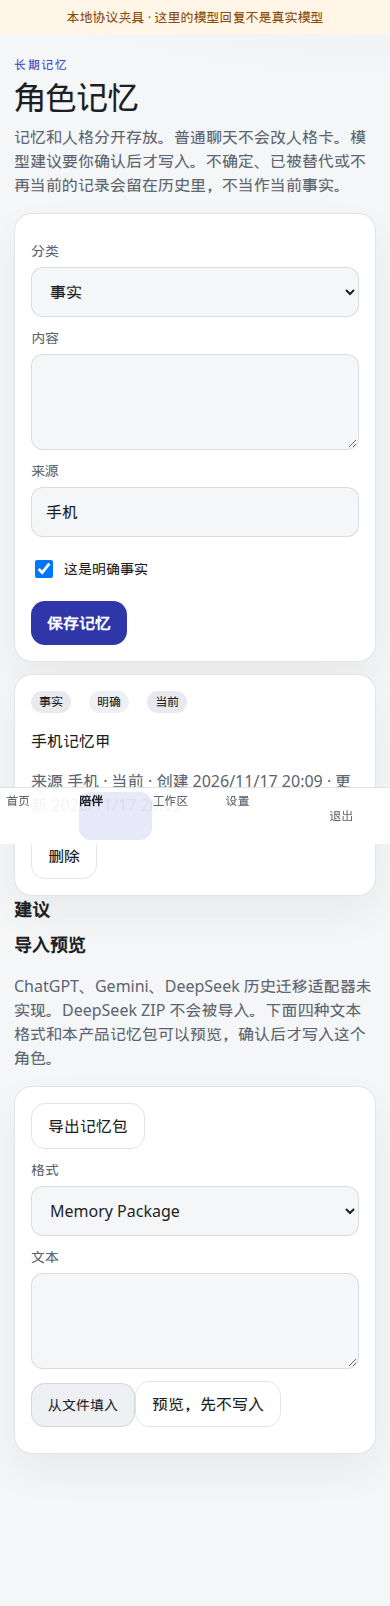 本地协议夹具 · 这里的模型回复不是真实模型
长期记忆
角色记忆
记忆和人格分开存放。普通聊天不会改人格卡。模
型建议要你确认后才写入。不确定、已被替代或不
再当前的记录会留在历史里，不当作当前事实。
分类
事实
内容
来源
手机
这是明确事实
保存记忆
事实 明确 当前
手机记忆甲
来源 手机 · 当前 · 创建 2026/11/17 20:09 · 更
首页 陪伴 工作区 设置
退出
删除
建议
导入预览
ChatGPT、Gemini、DeepSeek 历史迁移适配器未
实现。DeepSeek ZIP 不会被导入。下面四种文本
格式和本产品记忆包可以预览，确认后才写入这个
角色。
导出记忆包
格式
Memory Package
文本
从文件填入 预览，先不写入